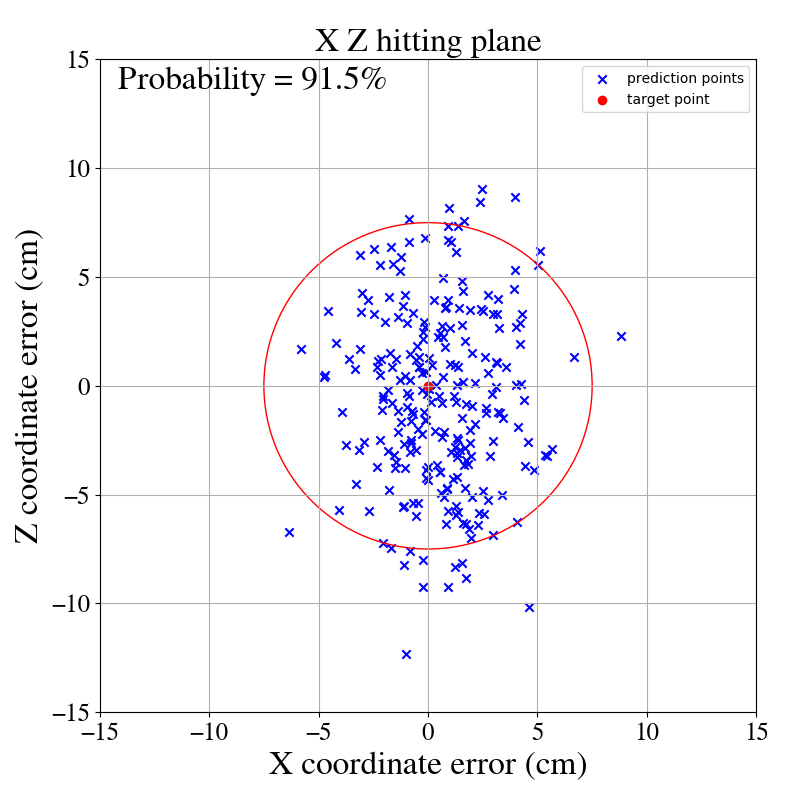 X Z hitting plane
Probability = 91.5%
prediction points
target point
Z coordinate error (cm)
15
10
5
0
−5
−10
−15
−15
−10
−5
0
5
10
15
X coordinate error (cm)